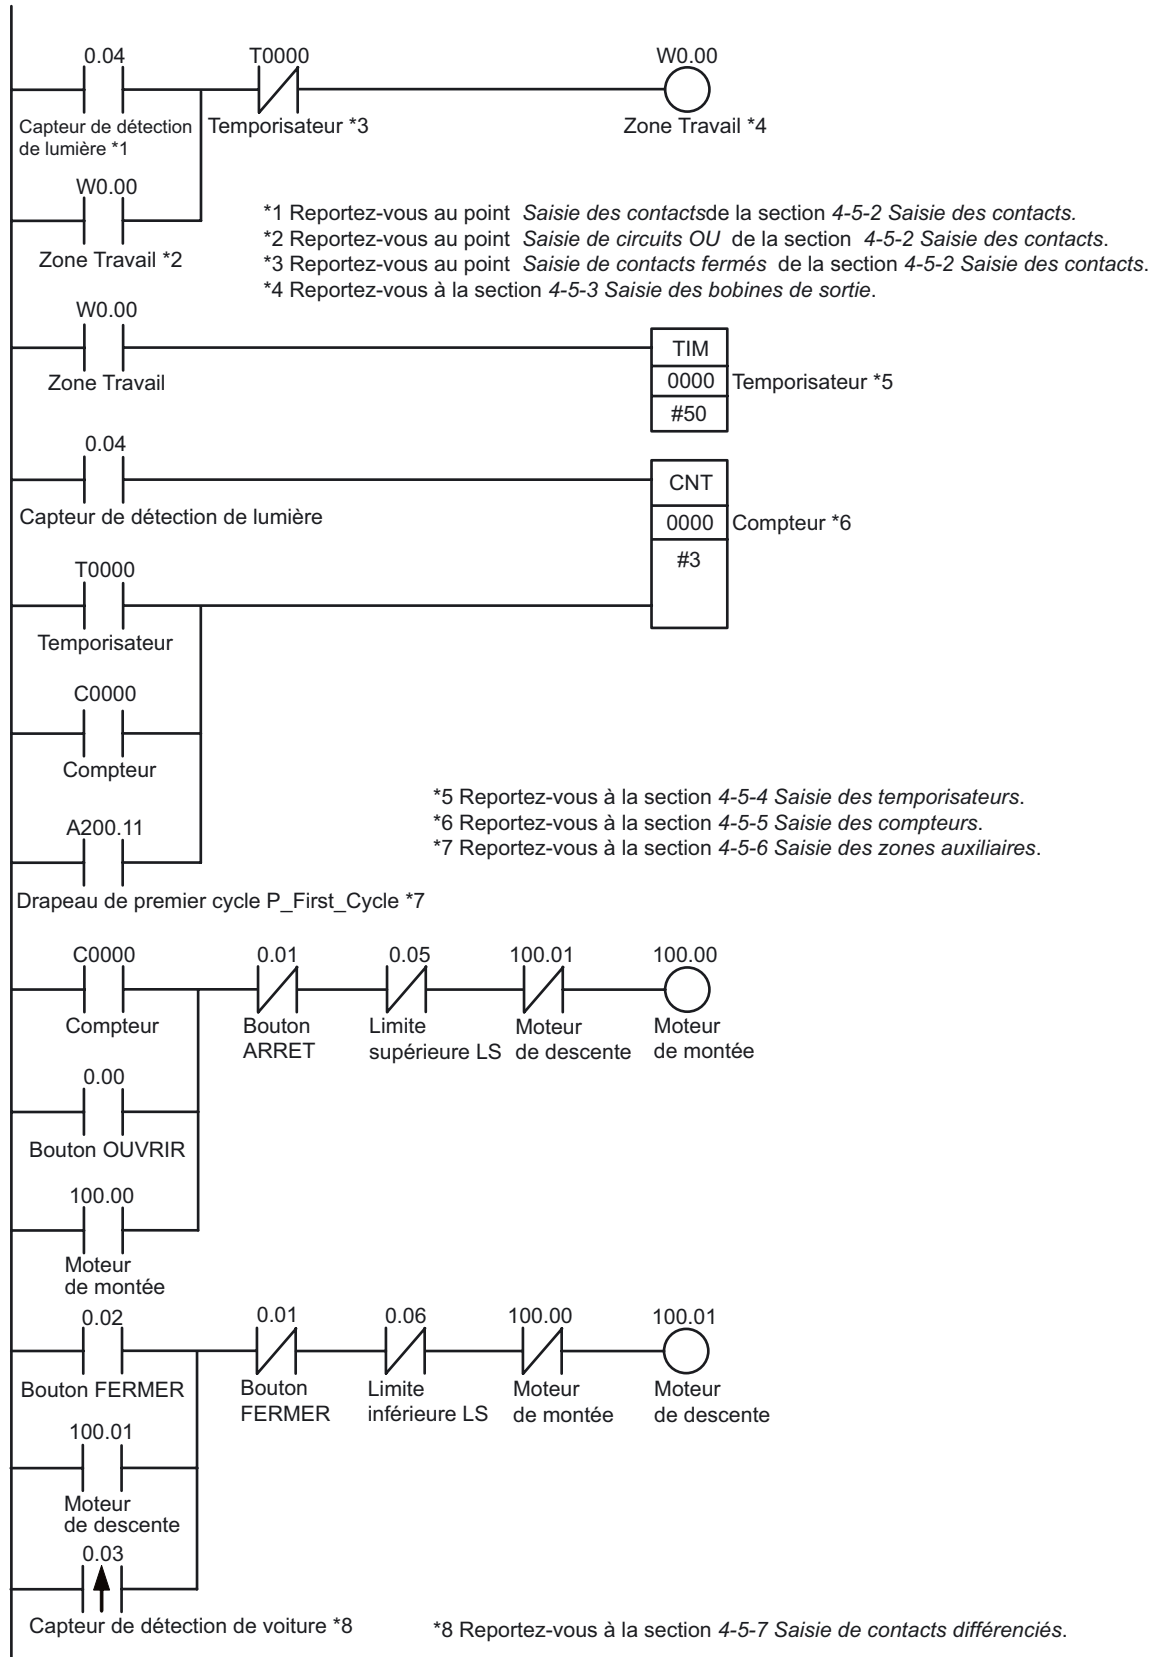 0.04 T0000 W0.00
Capteur de détection
de lumière *1
Temporisateur *3
Zone Travail *4
W0.00
Zone Travail *2
*1 Reportez-vous au point Saisie des contactsde la section 4-5-2 Saisie des contacts.
*2 Reportez-vous au point Saisie de circuits OU de la section 4-5-2 Saisie des contacts.
*3 Reportez-vous au point Saisie de contacts fermés de la section 4-5-2 Saisie des contacts.
*4 Reportez-vous à la section 4-5-3 Saisie des bobines de sortie.
W0.00
Zone Travail
TIM
0000 Temporisateur *5
#50
0.04
Capteur de détection de lumière
CNT
0000 Compteur *6
#3
T0000
Temporisateur
C0000
Compteur
A200.11
Drapeau de premier cycle P_First_Cycle *7
*5 Reportez-vous à la section 4-5-4 Saisie des temporisateurs.
*6 Reportez-vous à la section 4-5-5 Saisie des compteurs.
*7 Reportez-vous à la section 4-5-6 Saisie des zones auxiliaires.
C0000 0.01 0.05 100.01 100.00
Compteur
Bouton
ARRET
Limite
supérieure LS
Moteur
de descente
Moteur
de montée
0.00
Bouton OUVRIR
100.00
Moteur
de montée
0.02 0.01 0.06 100.00 100.01
Bouton FERMER
Bouton
FERMER
Limite
inférieure LS
Moteur
de montée
Moteur
de descente
100.01
Moteur
de descente
0.03
Capteur de détection de voiture *8
*8 Reportez-vous à la section 4-5-7 Saisie de contacts différenciés.